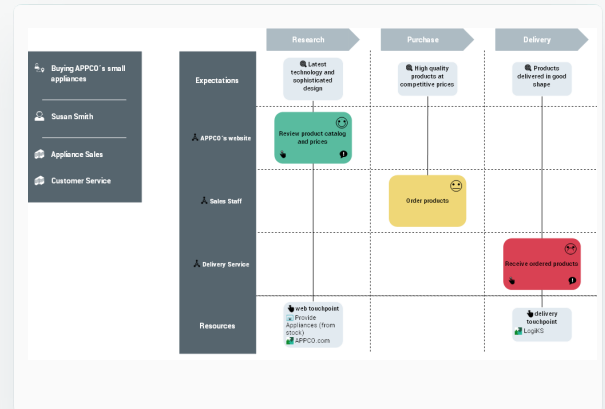 Research
Purchase
Delivery
Buying APPCO´s small
appliances
Susan Smith
Appliance Sales
Customer Service
Expectations
Latest
technology and
sophisticated
design
High quality
products at
competitive prices
Products
delivered in good
shape
APPCO´s website
Review product catalog
and prices
Sales Staff
Order products
Delivery Service
Receive ordered products
Resources
web touchpoint
Provide
Appliances (from
stock)
APPCO.com
delivery
touchpoint
LogiKS